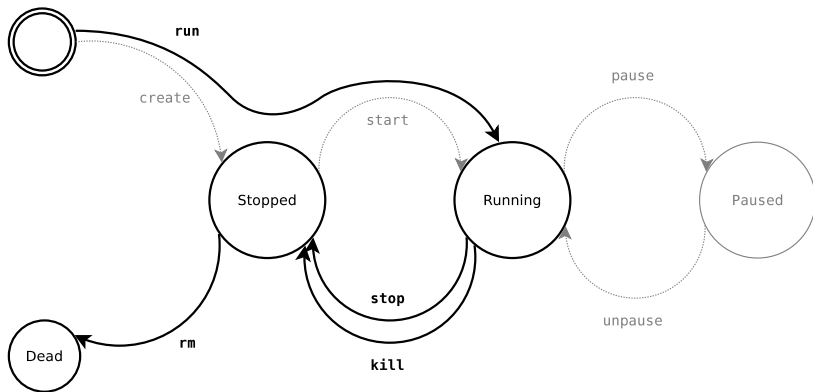 run
pause
create
start
Stopped
Running
Paused
stop
unpause
rm
Dead
kill